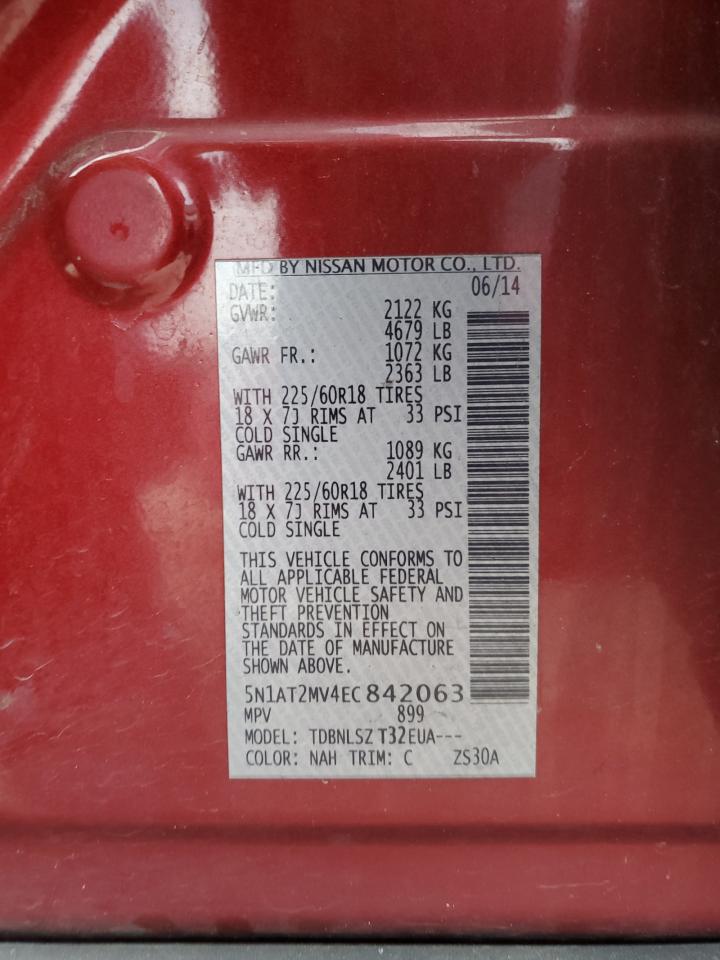 MFD BY NISSAN MOTOR CO., LTD.
DATE: 06/14
GVWR: 2122 KG
4679 LB
GAWR FR.: 1072 KG
2363 LB
WITH 225/60R18 TIRES
18 X 7J RIMS AT 33 PSI
COLD SINGLE
GAWR RR.: 1089 KG
2401 LB
WITH 225/60R18 TIRES
18 X 7J RIMS AT 33 PSI
COLD SINGLE
THIS VEHICLE CONFORMS TO
ALL APPLICABLE FEDERAL
MOTOR VEHICLE SAFETY AND
THEFT PREVENTION
STANDARDS IN EFFECT ON
THE DATE OF MANUFACTURE
SHOWN ABOVE.
5N1AT2MV4EC842063
MPV 899
MODEL: TDBNLSZ T32EUA---
COLOR: NAH TRIM: C ZS30A